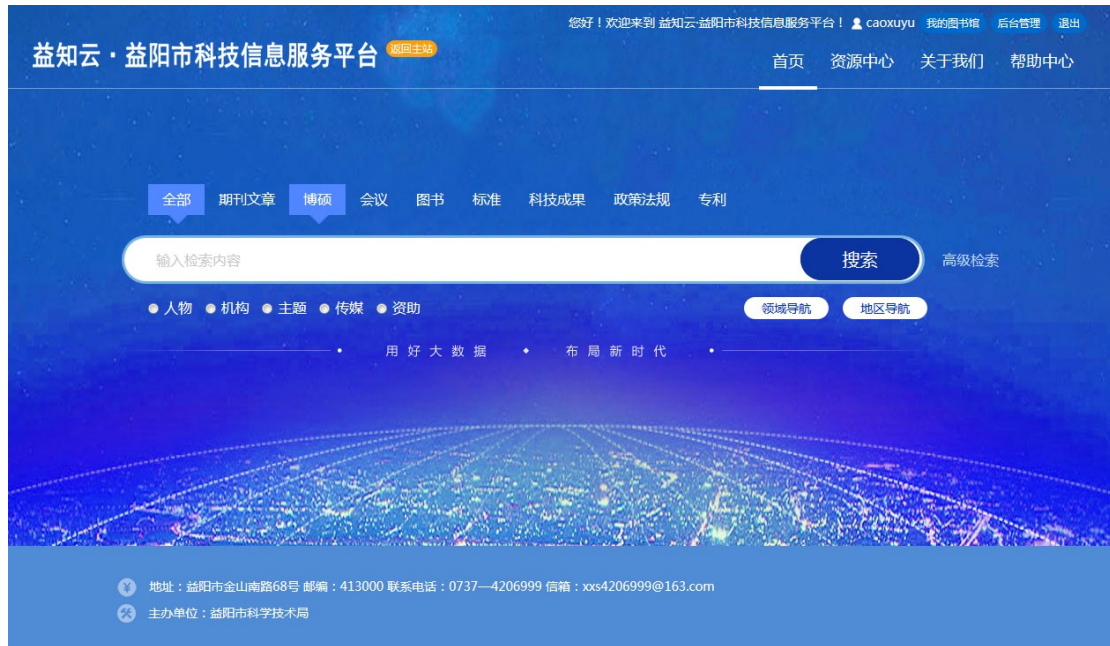 您好！欢迎来到 益知云-益阳市科技信息服务平台！ caoxuyu 我的图书馆 后台管理 退出
益知云·益阳市科技信息服务平台 返回主站
首页 资源中心 关于我们 帮助中心
全部 期刊文章 博硕 会议 图书 标准 科技成果 政策法规 专利
输入检索内容 搜索 高级检索
人物 机构 主题 传媒 资助 领域导航 地区导航
用好大数据 • 布局新时代
地址：益阳市金山南路68号 邮编：413000 联系电话：0737—4206999 信箱：xxs4206999@163.com
主办单位：益阳市科学技术局